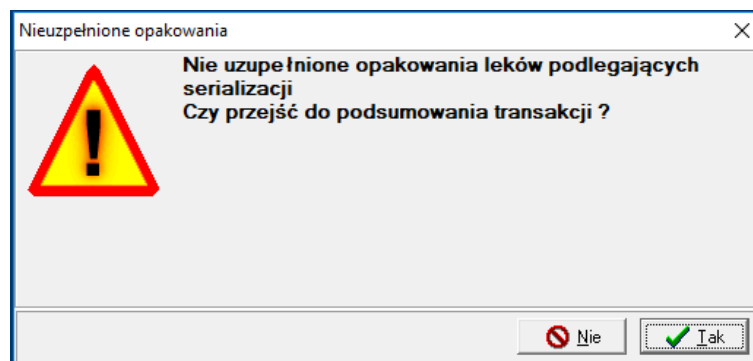 Nieuzpełnione opakowania
Nie uzupełnione opakowania leków podlegających
serializacji
Czy przejść do podsumowania transakcji ?
Nie
Tak